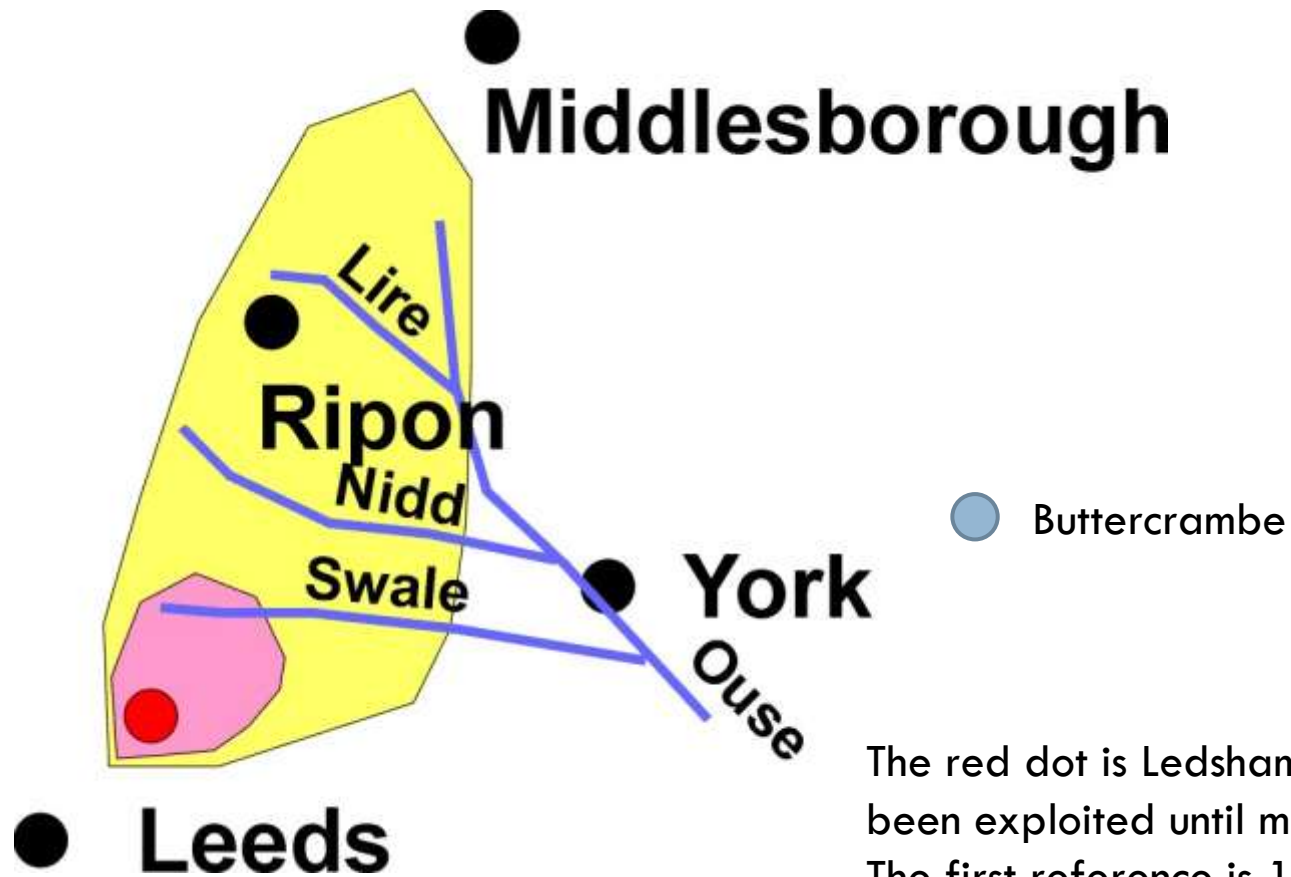 Middlesborough
Lire
Ripon
Nidd
Buttercrambe
Swale
York
Ouse
The red dot is Ledshan
been exploited until m
Leeds
The first reference is 1